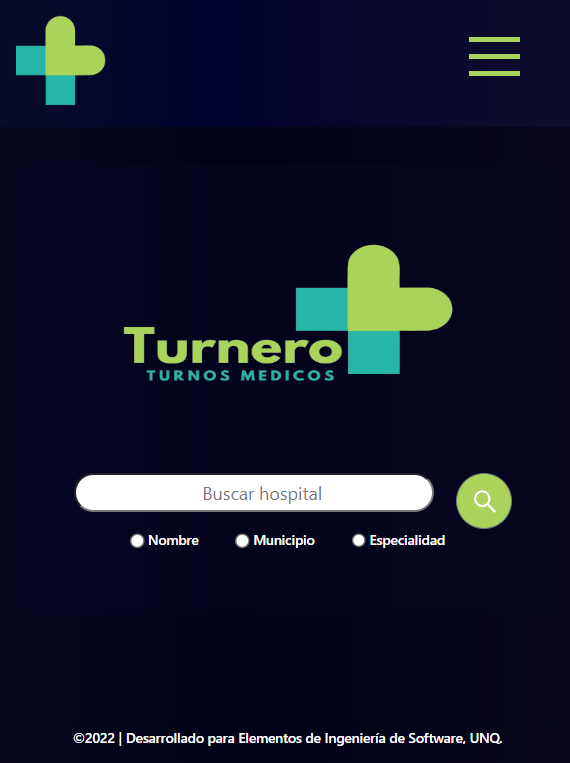 Turnero
TURNOS MEDICOS
Buscar hospital
Nombre Municipio Especialidad
©2022 | Desarrollado para Elementos de Ingeniería de Software, UNQ.